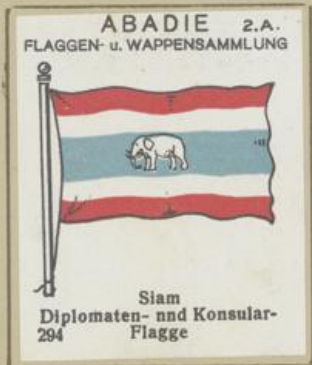 ABADIE 2.A.
FLAGGEN- u. WAPPENSAMMLUNG
Siam
Diplomaten- nnd Konsular-
294 Flagge